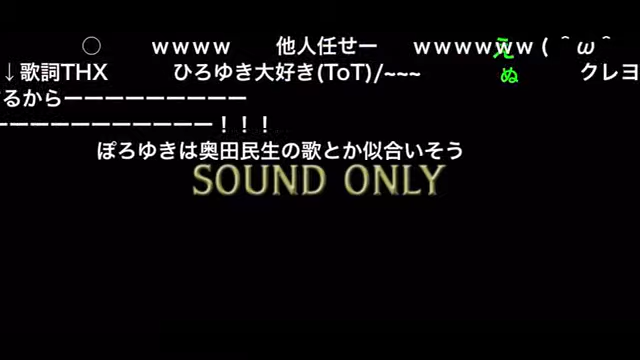 ○ wwww 他人任せー wwwwww ( ＾ω＾ え
↓歌詞THX ひろゆき大好き(ToT)/~~~ ぬ クレヨ
るからーーーーーーーーー
ーーーーーーーーーーー！！！
ぽろゆきは奥田民生の歌とか似合いそう
SOUND ONLY